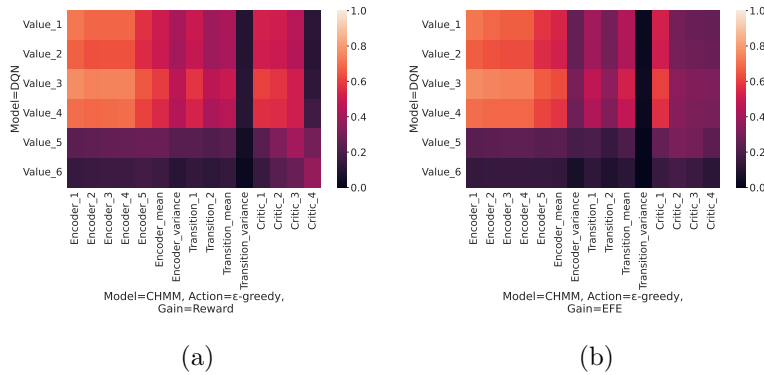 Model=DQN
Value_1
Value_2
Value_3
Value_4
Value_5
Value_6
Encoder_1
Encoder_2
Encoder_3
Encoder_4
Encoder_5
Encoder_mean
Encoder_variance
Transition_1
Transition_2
Transition_mean
Transition_variance
Critic_1
Critic_2
Critic_3
Critic_4
1.0
0.8
0.6
0.4
0.2
0.0
Model=CHMM, Action=ε-greedy,
Gain=Reward
(a)
Model=DQN
Value_1
Value_2
Value_3
Value_4
Value_5
Value_6
Encoder_1
Encoder_2
Encoder_3
Encoder_4
Encoder_5
Encoder_mean
Encoder_variance
Transition_1
Transition_2
Transition_mean
Transition_variance
Critic_1
Critic_2
Critic_3
Critic_4
1.0
0.8
0.6
0.4
0.2
0.0
Model=CHMM, Action=ε-greedy,
Gain=EFE
(b)